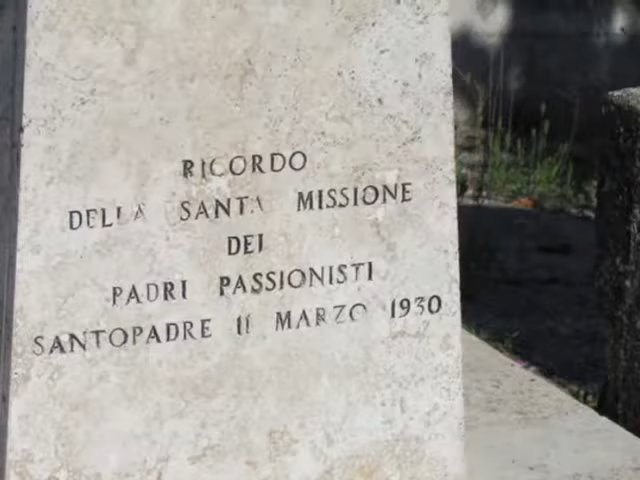 RICORDO
DELLA SANTA MISSIONE
DEI
PADRI PASSIONISTI
SANTOPADRE 11 MARZO 1930